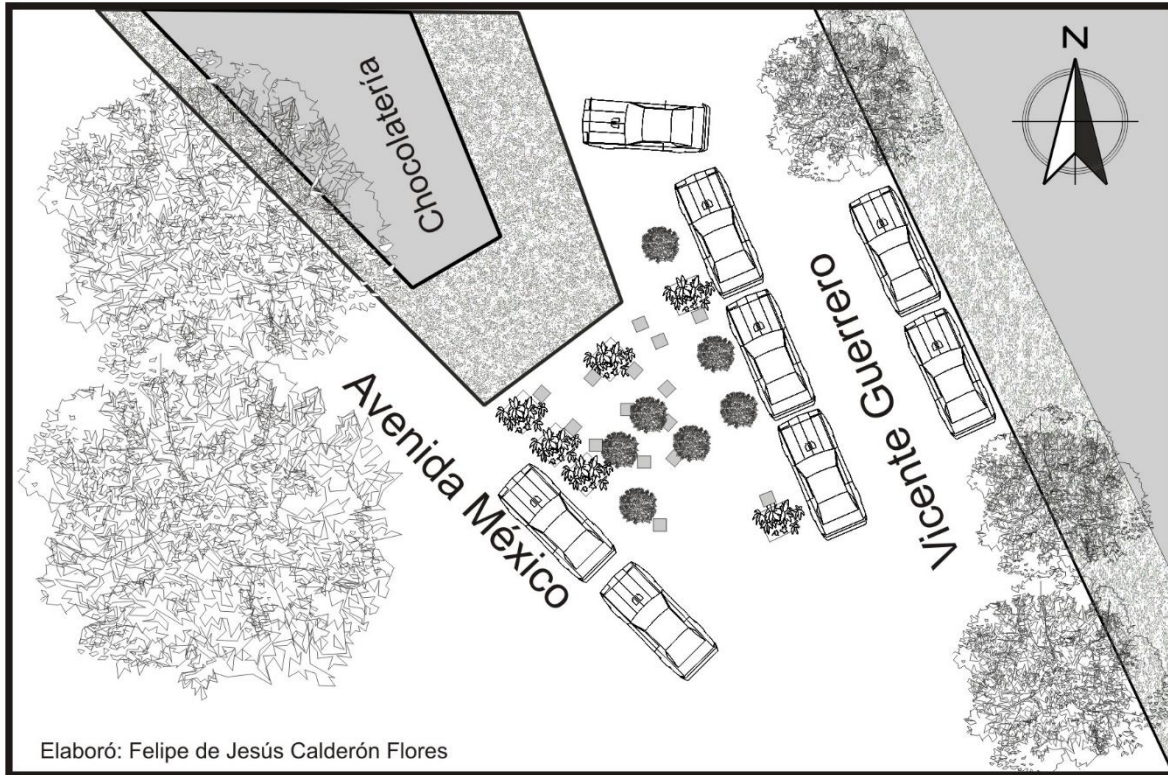 Chocolatería
N
Avenida México
Vicente Guerrero
Elaboró: Felipe de Jesús Calderón Flores